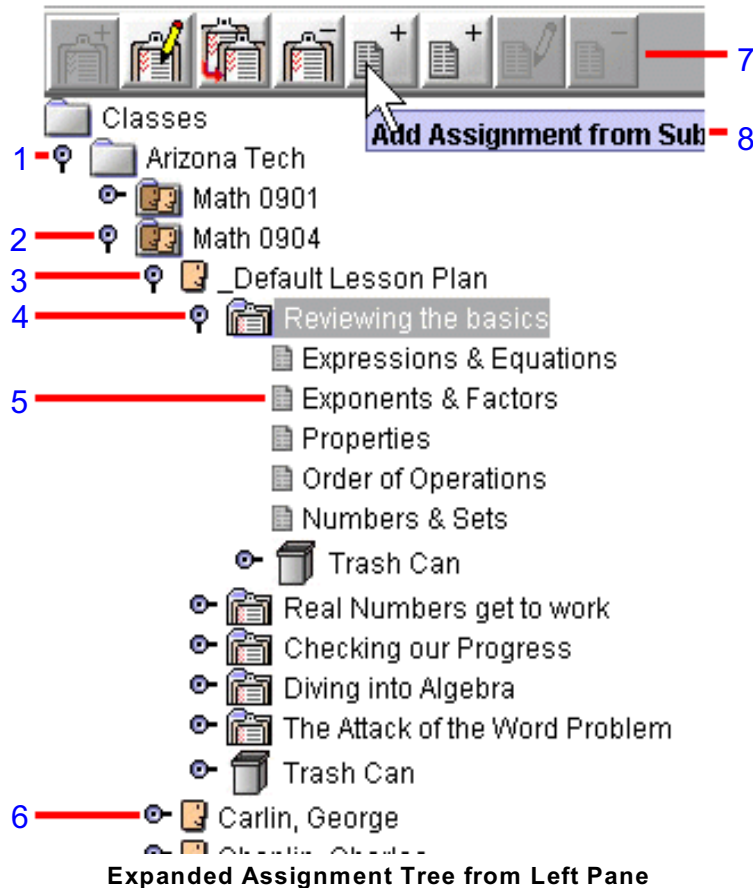 7
Classes
Add Assignment from Sub
8
1
Arizona Tech
Math 0901
2
Math 0904
3
_Default Lesson Plan
4
Reviewing the basics
Expressions & Equations
5
Exponents & Factors
Properties
Order of Operations
Numbers & Sets
Trash Can
Real Numbers get to work
Checking our Progress
Diving into Algebra
The Attack of the Word Problem
Trash Can
6
Carlin, George
Expanded Assignment Tree from Left Pane